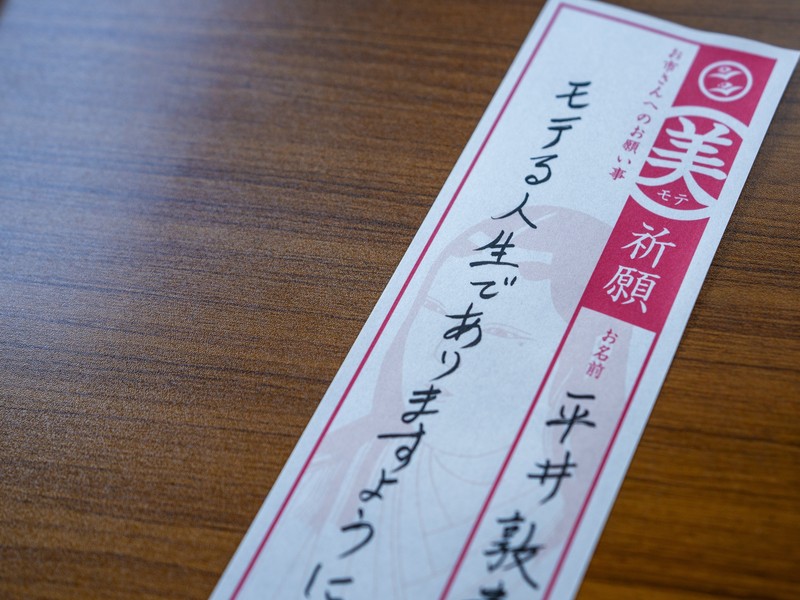 美
モテ
祈願
お市さんへのお願い事
お名前
平井敦
モテる人生でありますように